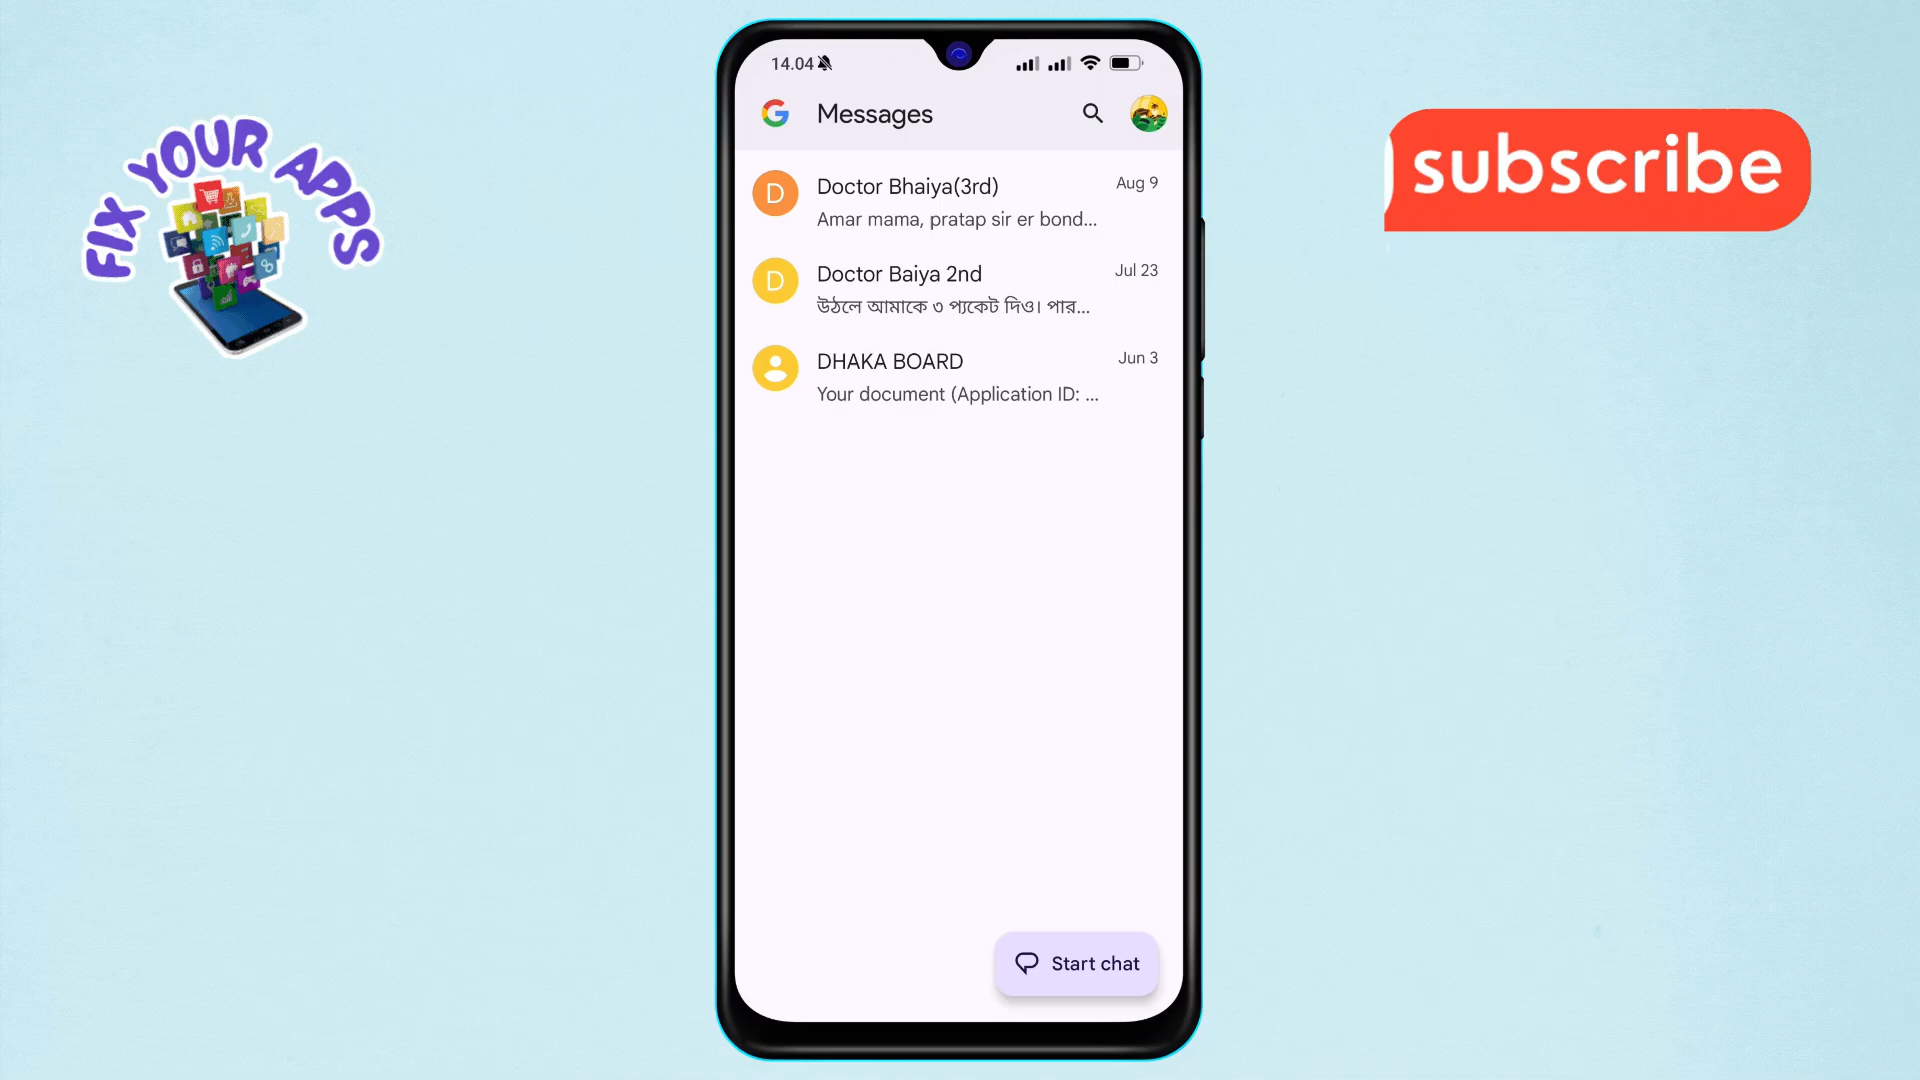 FIX YOUR APPS
14.04
Messages
Doctor Bhaiya(3rd)
Aug 9
Amar mama, pratap sir er bond...
Doctor Baiya 2nd
Jul 23
উঠলে আমাকে ৩ প্যকেট দিও। পার...
DHAKA BOARD
Jun 3
Your document (Application ID: ...
Start chat
subscribe